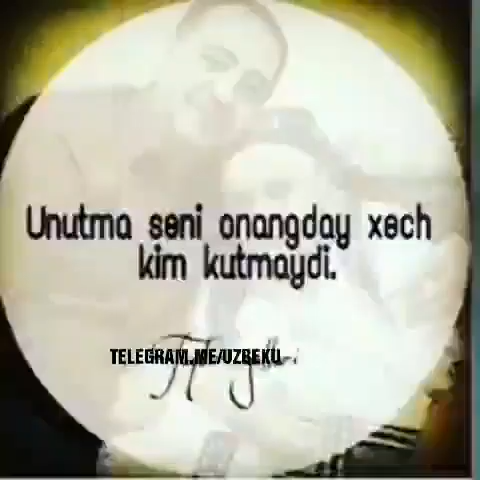 Unutma seni onangday xech
kim kutmaydi.
TELEGRAM.ME/UZBEKU